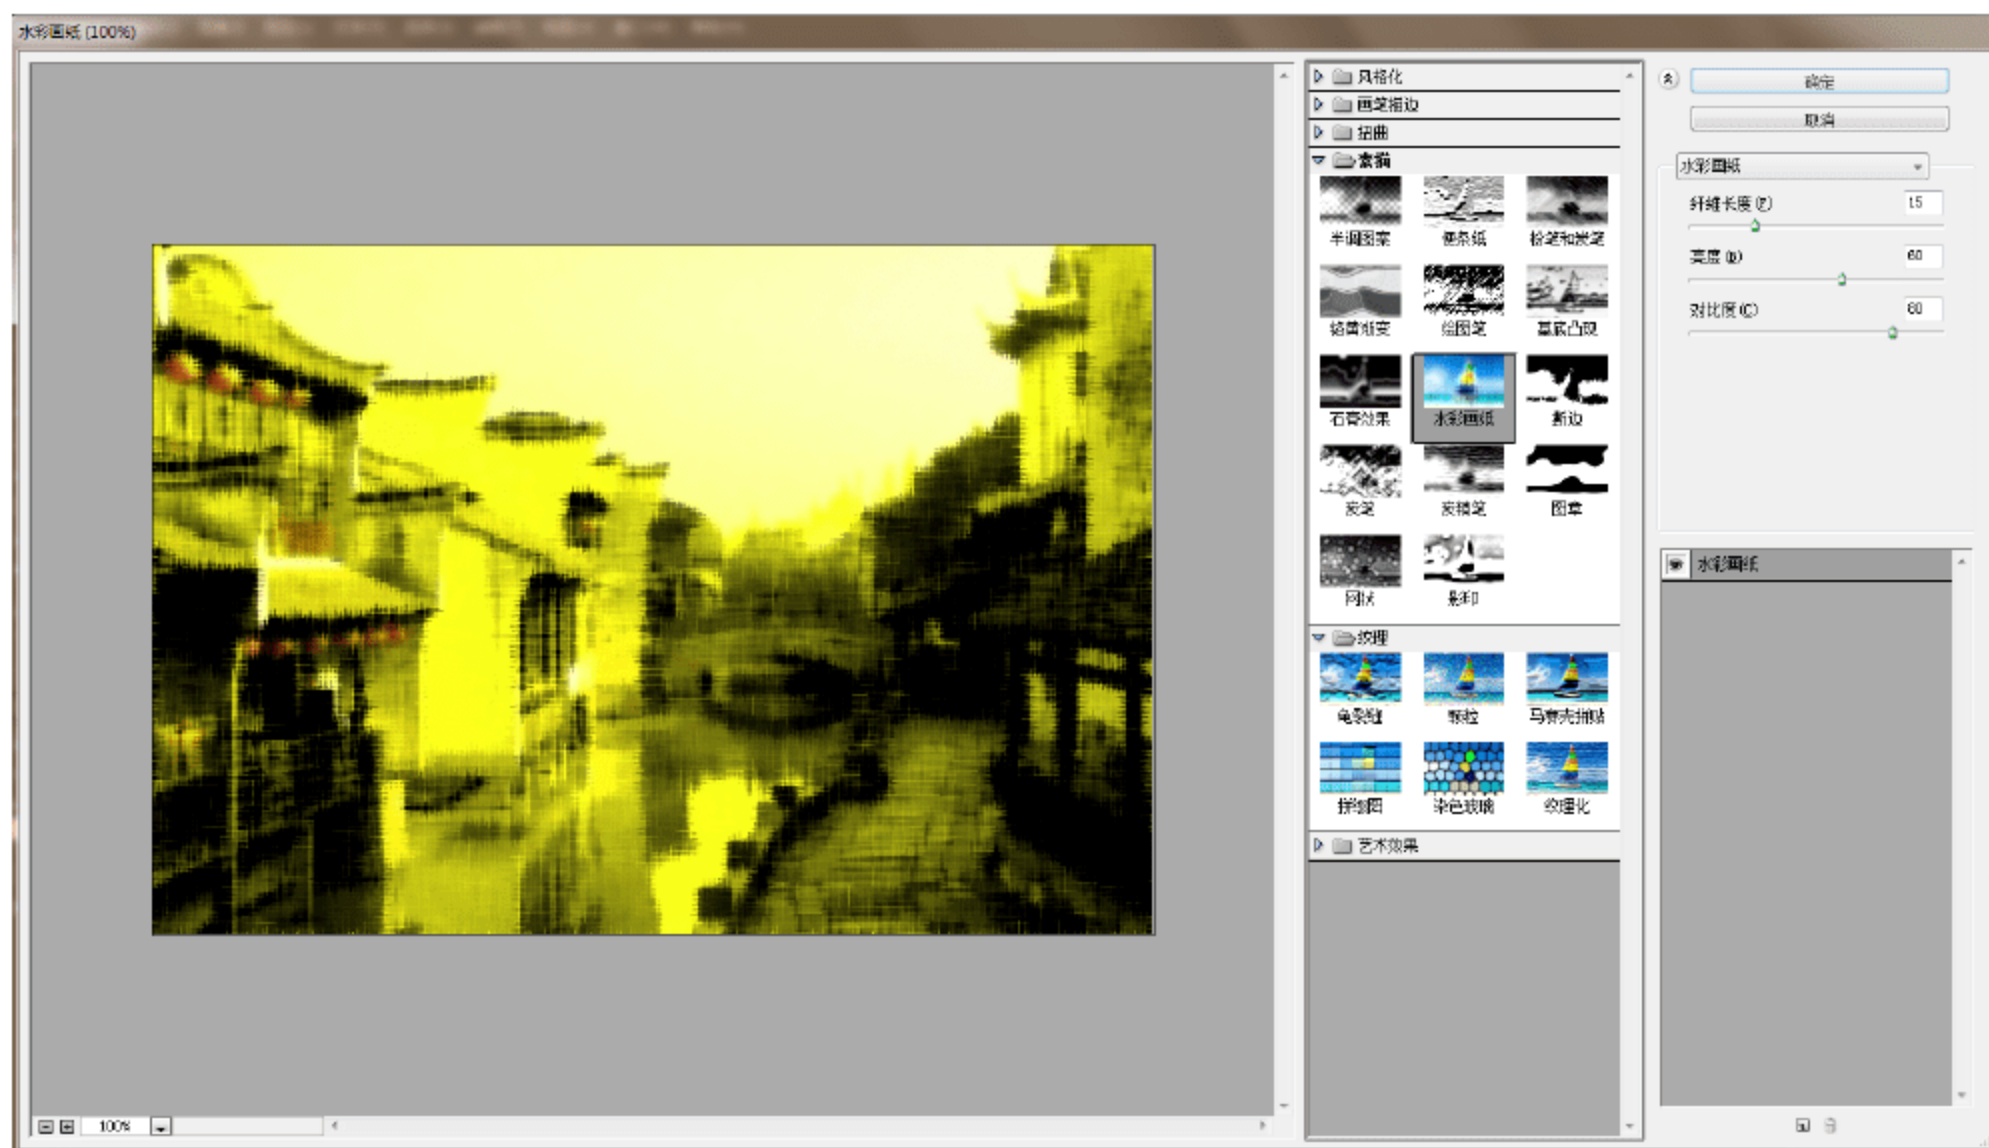 水彩画纸 (100%)
风格化
画笔描边
扭曲
素描
半调图案
便条纸
粉笔和炭笔
铬黄渐变
绘图笔
基底凸现
石膏效果
水彩画纸
撕边
炭笔
炭精笔
图章
网状
影印
纹理
龟裂缝
颗粒
马赛克拼贴
拼缀图
染色玻璃
纹理化
艺术效果
确定
取消
水彩画纸
纤维长度(F)
15
亮度(B)
60
对比度(C)
80
水彩画纸
100%